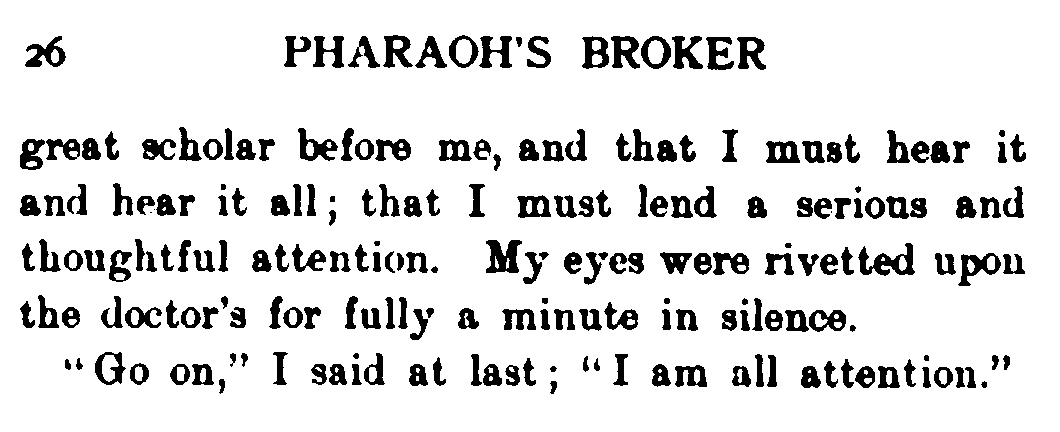 26 PHARAOH'S BROKER
great scholar before me, and that I must hear it
and hear it all; that I must lend a serious and
thoughtful attention. My eyes were rivetted upon
the doctor's for fully a minute in silence.
"Go on," I said at last; "I am all attention."